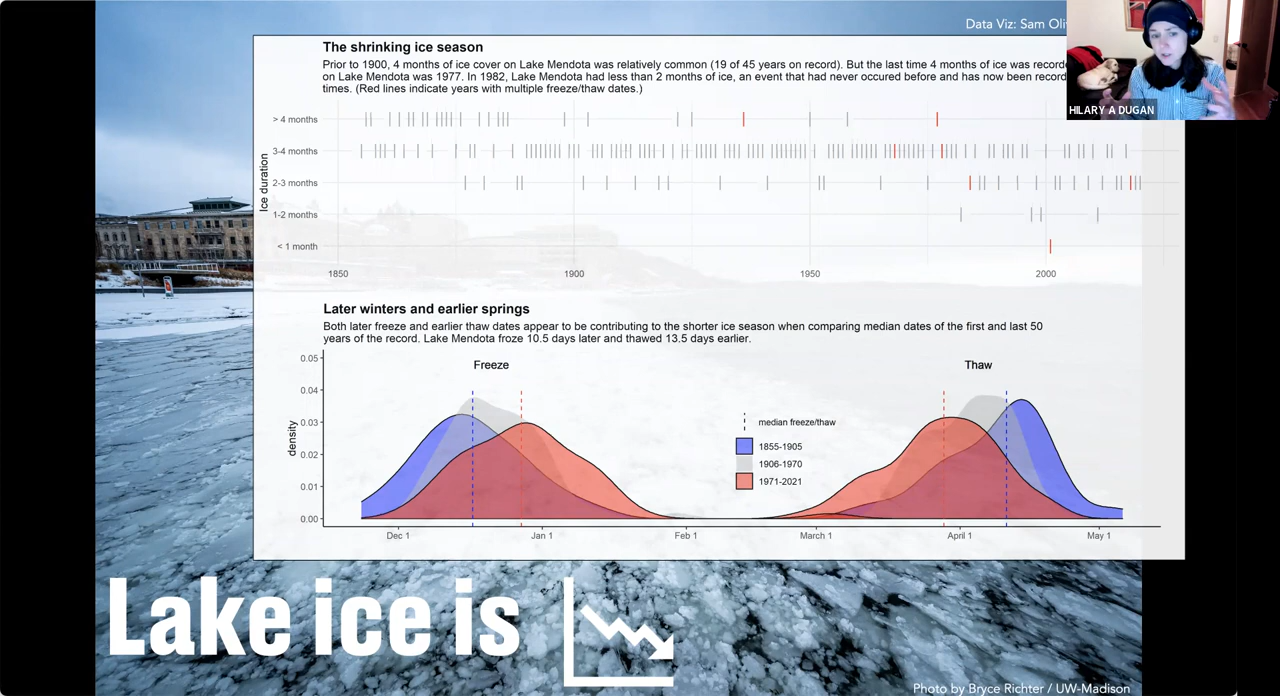 Data Viz: Sam
HILARY A DUGAN
The shrinking ice season
Prior to 1900, 4 months of ice cover on Lake Mendota was relatively common (19 of 45 years on record). But the last time 4 months of ice was
on Lake Mendota was 1977. In 1982, Lake Mendota had less than 2 months of ice, an event that had never occured before and has now been
times. (Red lines indicate years with multiple freeze/thaw dates.)
Ice duration
> 4 months
3-4 months
2-3 months
1-2 months
< 1 month
1850 1900 1950 2000
Later winters and earlier springs
Both later freeze and earlier thaw dates appear to be contributing to the shorter ice season when comparing median dates of the first and last 50
years of the record. Lake Mendota froze 10.5 days later and thawed 13.5 days earlier.
Freeze Thaw
density
0.05
0.04
0.03
0.02
0.01
0.00
median freeze/thaw
1855-1905
1906-1970
1971-2021
Dec 1 Jan 1 Feb 1 March 1 April 1 May 1
Lake ice is
Photo by Bryce Richter / UW-Madison